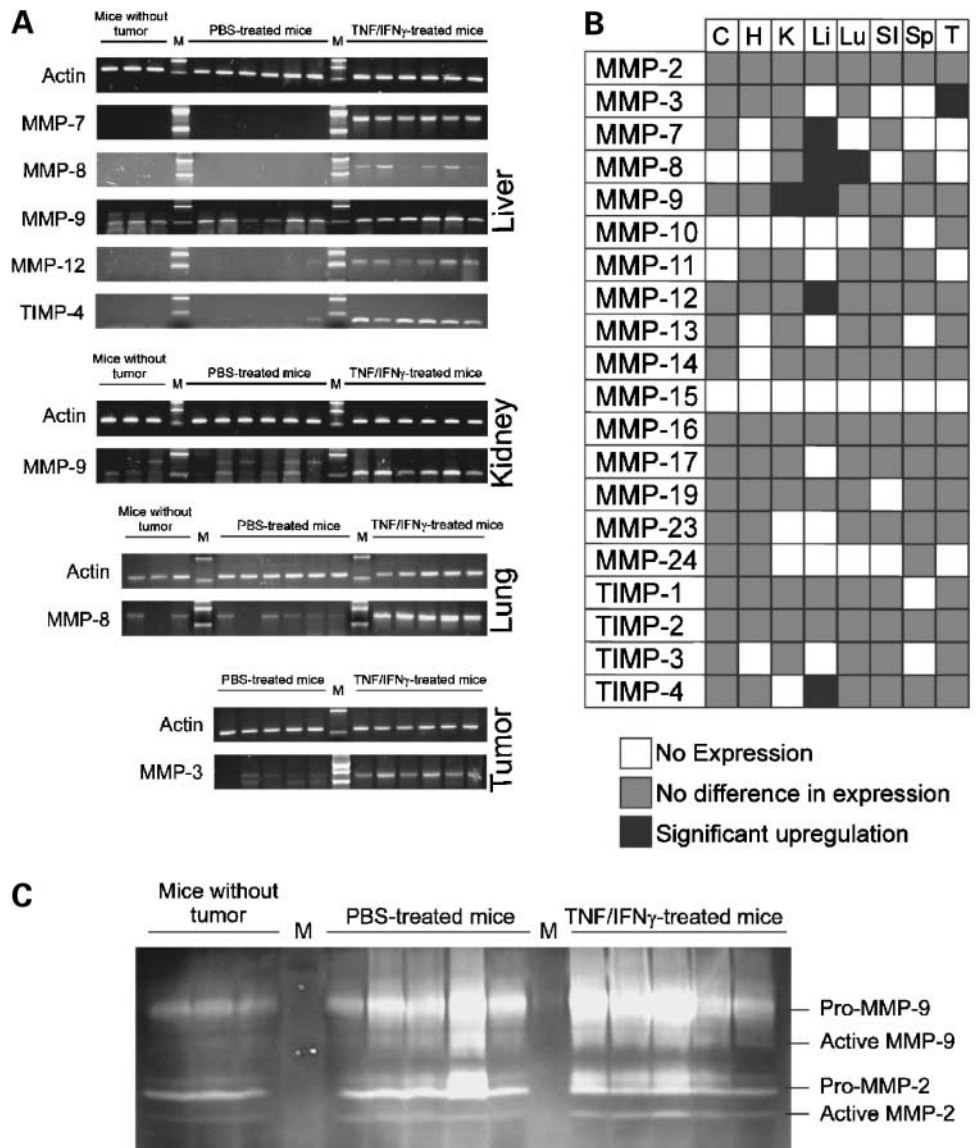 A
Mice without tumor
M
PBS-treated mice
M
TNF/IFNγ-treated mice
Actin
MMP-7
MMP-8
MMP-9
MMP-12
TIMP-4
Liver
Mice without tumor
M
PBS-treated mice
M
TNF/IFNγ-treated mice
Actin
MMP-9
Kidney
Mice without tumor
M
PBS-treated mice
M
TNF/IFNγ-treated mice
Actin
MMP-8
Lung
PBS-treated mice
M
TNF/IFNγ-treated mice
Actin
MMP-3
Tumor
B
C H K Li Lu SI Sp T
MMP-2
MMP-3
MMP-7
MMP-8
MMP-9
MMP-10
MMP-11
MMP-12
MMP-13
MMP-14
MMP-15
MMP-16
MMP-17
MMP-19
MMP-23
MMP-24
TIMP-1
TIMP-2
TIMP-3
TIMP-4
No Expression
No difference in expression
Significant upregulation
C
Mice without
tumor
M
PBS-treated mice
M
TNF/IFNγ-treated mice
Pro-MMP-9
Active MMP-9
Pro-MMP-2
Active MMP-2